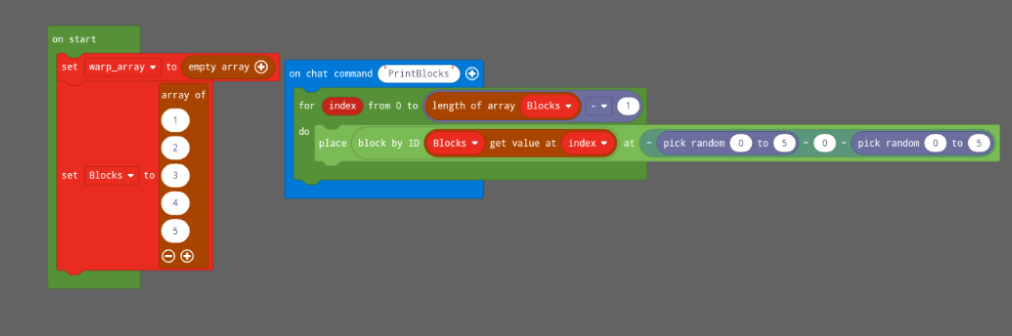 on start
set warp_array to empty array
array of
1
2
set Blocks to 3
4
5
on chat command "PrintBlocks"
for index from 0 to length of array Blocks - 1
do
place block by ID Blocks get value at index at ~ pick random 0 to 5 ~ 0 ~ pick random 0 to 5